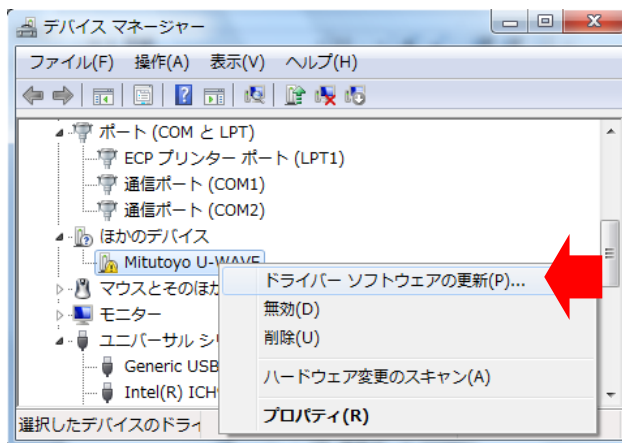 デバイス マネージャー
ファイル(F) 操作(A) 表示(V) ヘルプ(H)
ポート (COM と LPT)
ECP プリンター ポート (LPT1)
通信ポート (COM1)
通信ポート (COM2)
ほかのデバイス
Mitutoyo U-WAVE
ドライバー ソフトウェアの更新(P)...
マウスとそのほか
無効(D)
モニター
削除(U)
ユニバーサル シリ
Generic USB
ハードウェア変更のスキャン(A)
Intel(R) ICH
プロパティ(R)
選択したデバイスのドライ